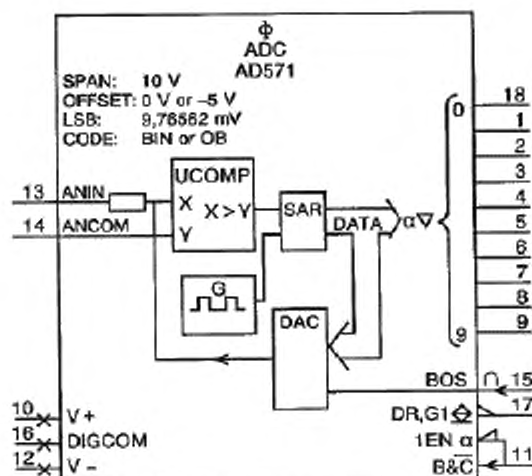 ϕ
ADC
AD571
SPAN: 10 V
OFFSET: 0 V or –5 V
LSB: 9,76562 mV
CODE: BIN or OB
0 18
1
2
3
13 ANIN UCOMP
X X>Y SAR DATA α▽ 4
14 ANCOM Y 5
6
G 7
DAC 8
9 9
BOS ∩ 15
10 V+ DR,G1 17
16 DIGCOM 1EN α
12 V – B&C 11